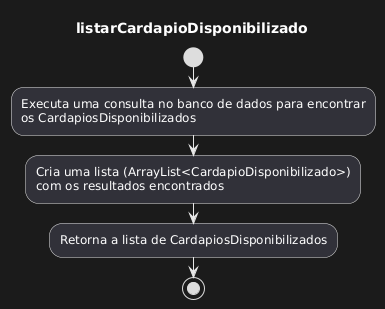 listarCardapioDisponibilizado
Executa uma consulta no banco de dados para encontrar
os CardapiosDisponibilizados
Cria uma lista (ArrayList<CardapioDisponibilizado>)
com os resultados encontrados
Retorna a lista de CardapiosDisponibilizados